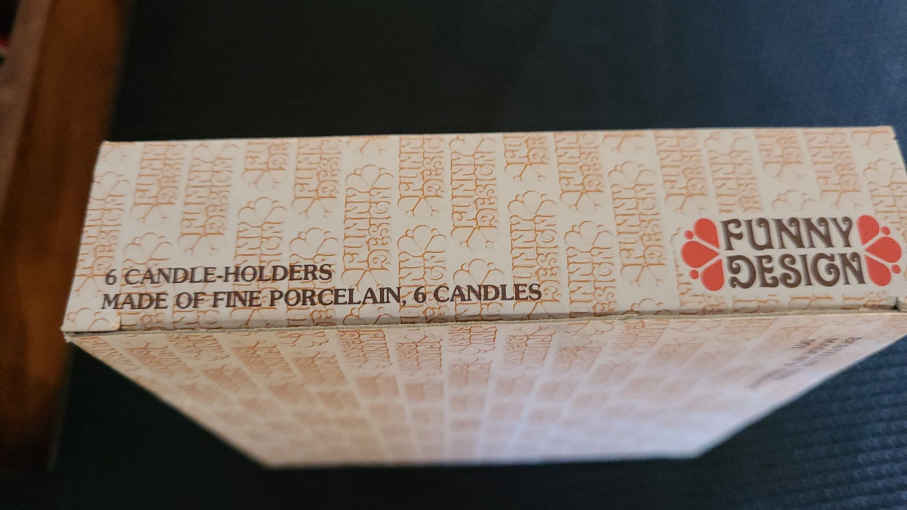 6 CANDLE-HOLDERS
MADE OF FINE PORCELAIN, 6 CANDLES
FUNNY
DESIGN